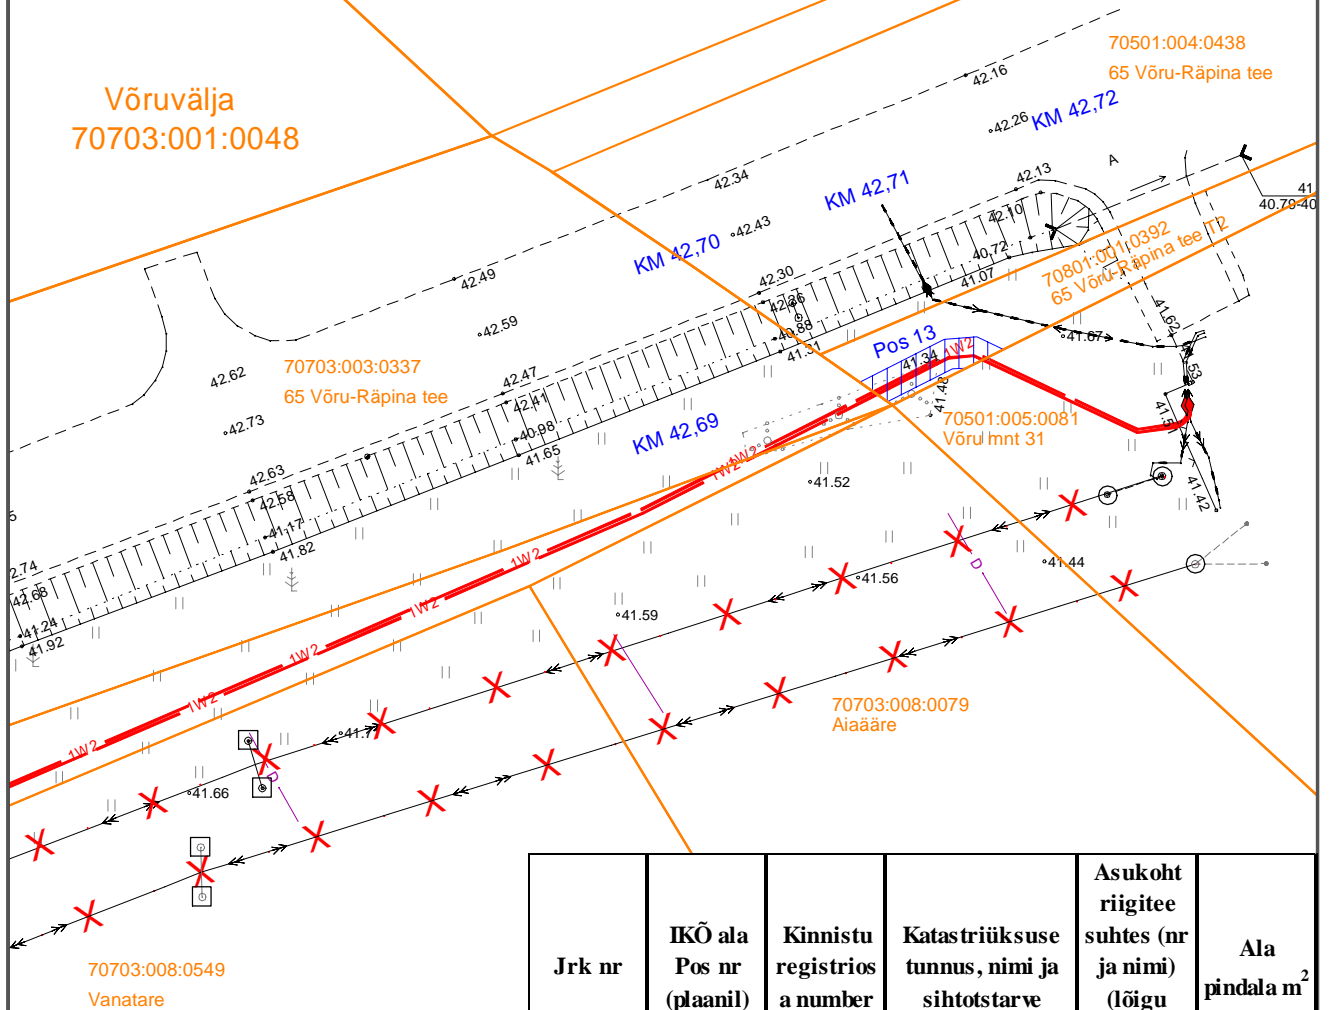 70501:004:0438
65 Võru-Räpina tee
Võruvälja
70703:001:0048
42.16
42.26
KM 42,72
42.34
42.13
A
KM 42,71
42.10
42.43
KM 42,70
41
40.79-40
70801:001:0392
65 Võru-Räpina tee T2
40.72
41.07
42.49
42.30
42.26
42.59
40.88
41.31
41.62
41.67
Pos 13
41.34
1W2
.53
70703:003:0337
65 Võru-Räpina tee
42.62
42.47
42.41
41.48
41.51
42.73
40.98
41.65
KM 42,69
70501:005:0081
Võru mnt 31
1W2
1W2
42.63
42.58
41.52
41.42
5
41.17
41.82
1W2
D
41.44
2.74
42.68
41.56
41.24
41.92
1W2
41.59
1W2
1W2
70703:008:0079
Aiaääre
1W2
41.7
D
41.66
70703:008:0549
Vanatare
Jrk nr
IKÕ ala
Pos nr
(plaanil)
Kinnistu
registrios
a number
Katastriüksuse
tunnus, nimi ja
sihtotstarve
Asukoht
riigitee
suhtes (nr
ja nimi)
(lõigu
Ala
pindala m²